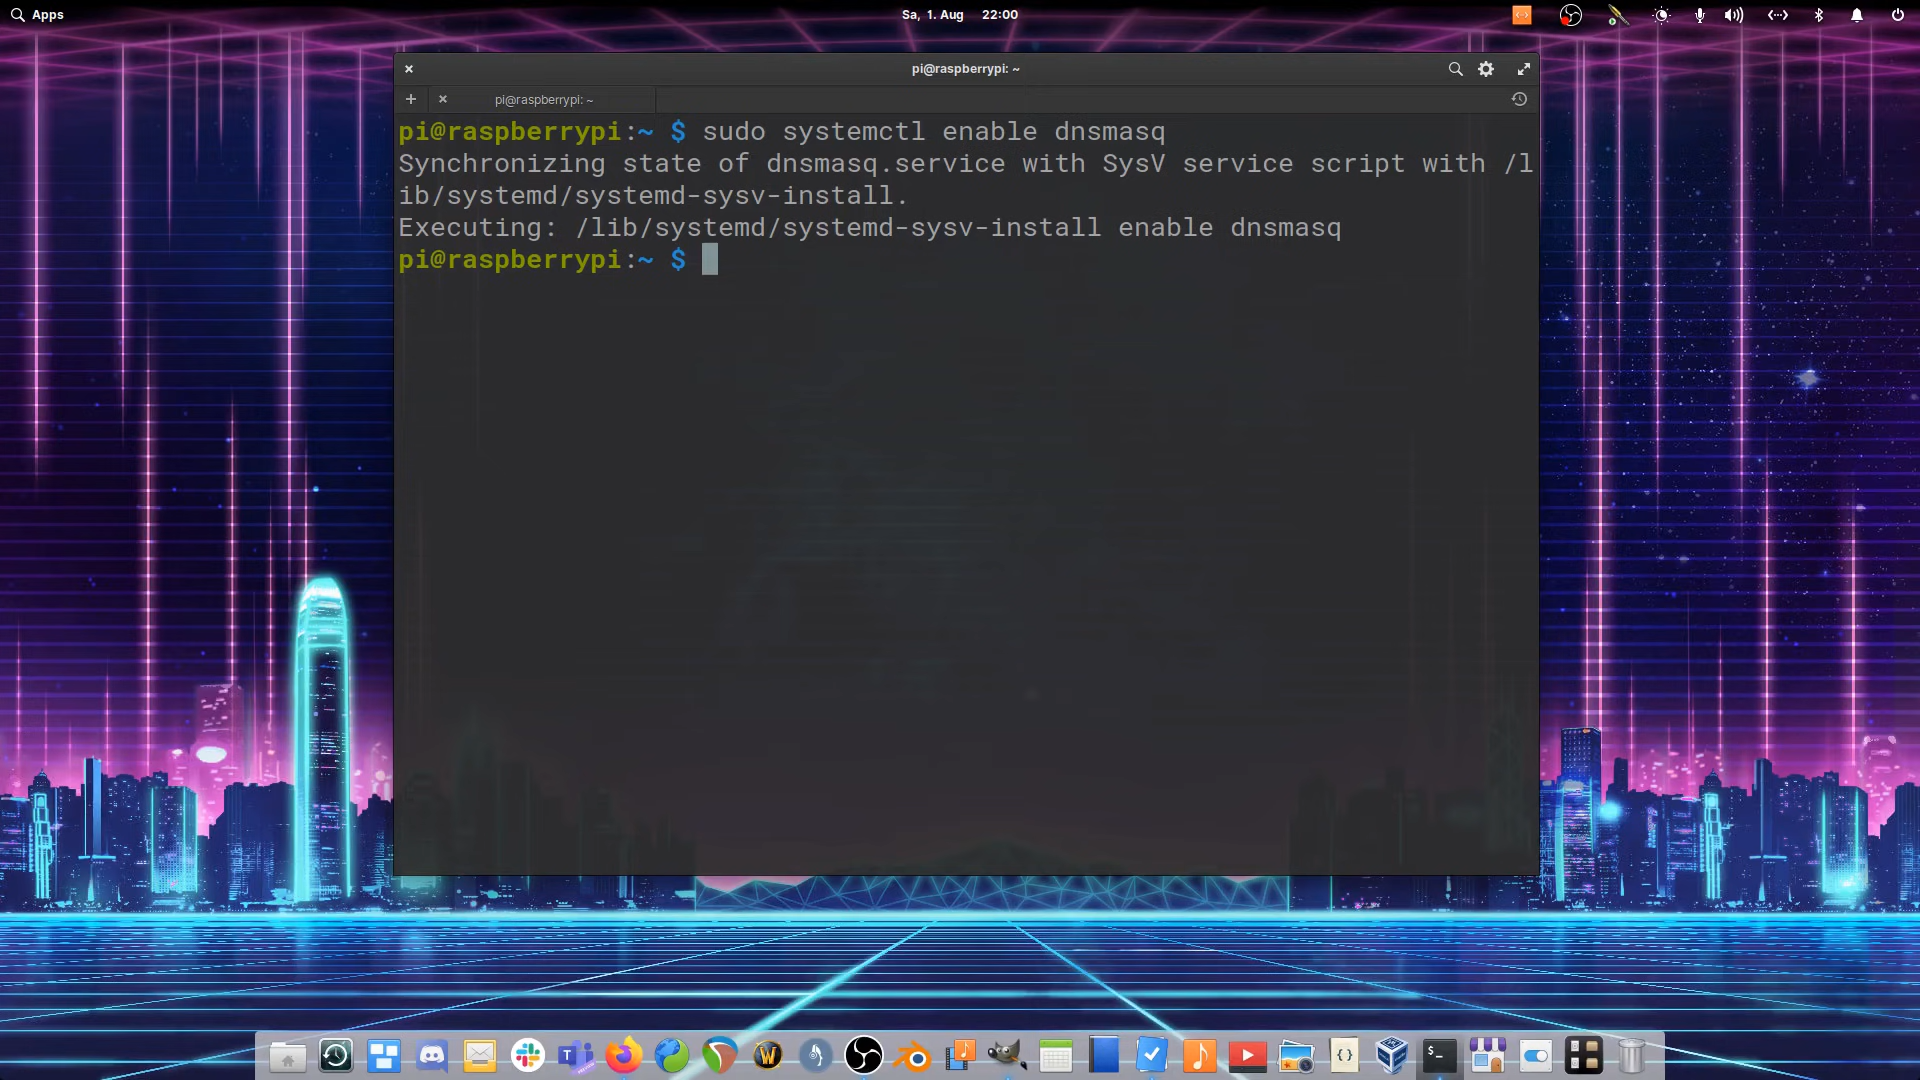 Apps
Sa, 1. Aug 22:00
pi@raspberrypi: ~
pi@raspberrypi: ~
pi@raspberrypi:~ $ sudo systemctl enable dnsmasq
Synchronizing state of dnsmasq.service with SysV service script with /l
ib/systemd/systemd-sysv-install.
Executing: /lib/systemd/systemd-sysv-install enable dnsmasq
pi@raspberrypi:~ $